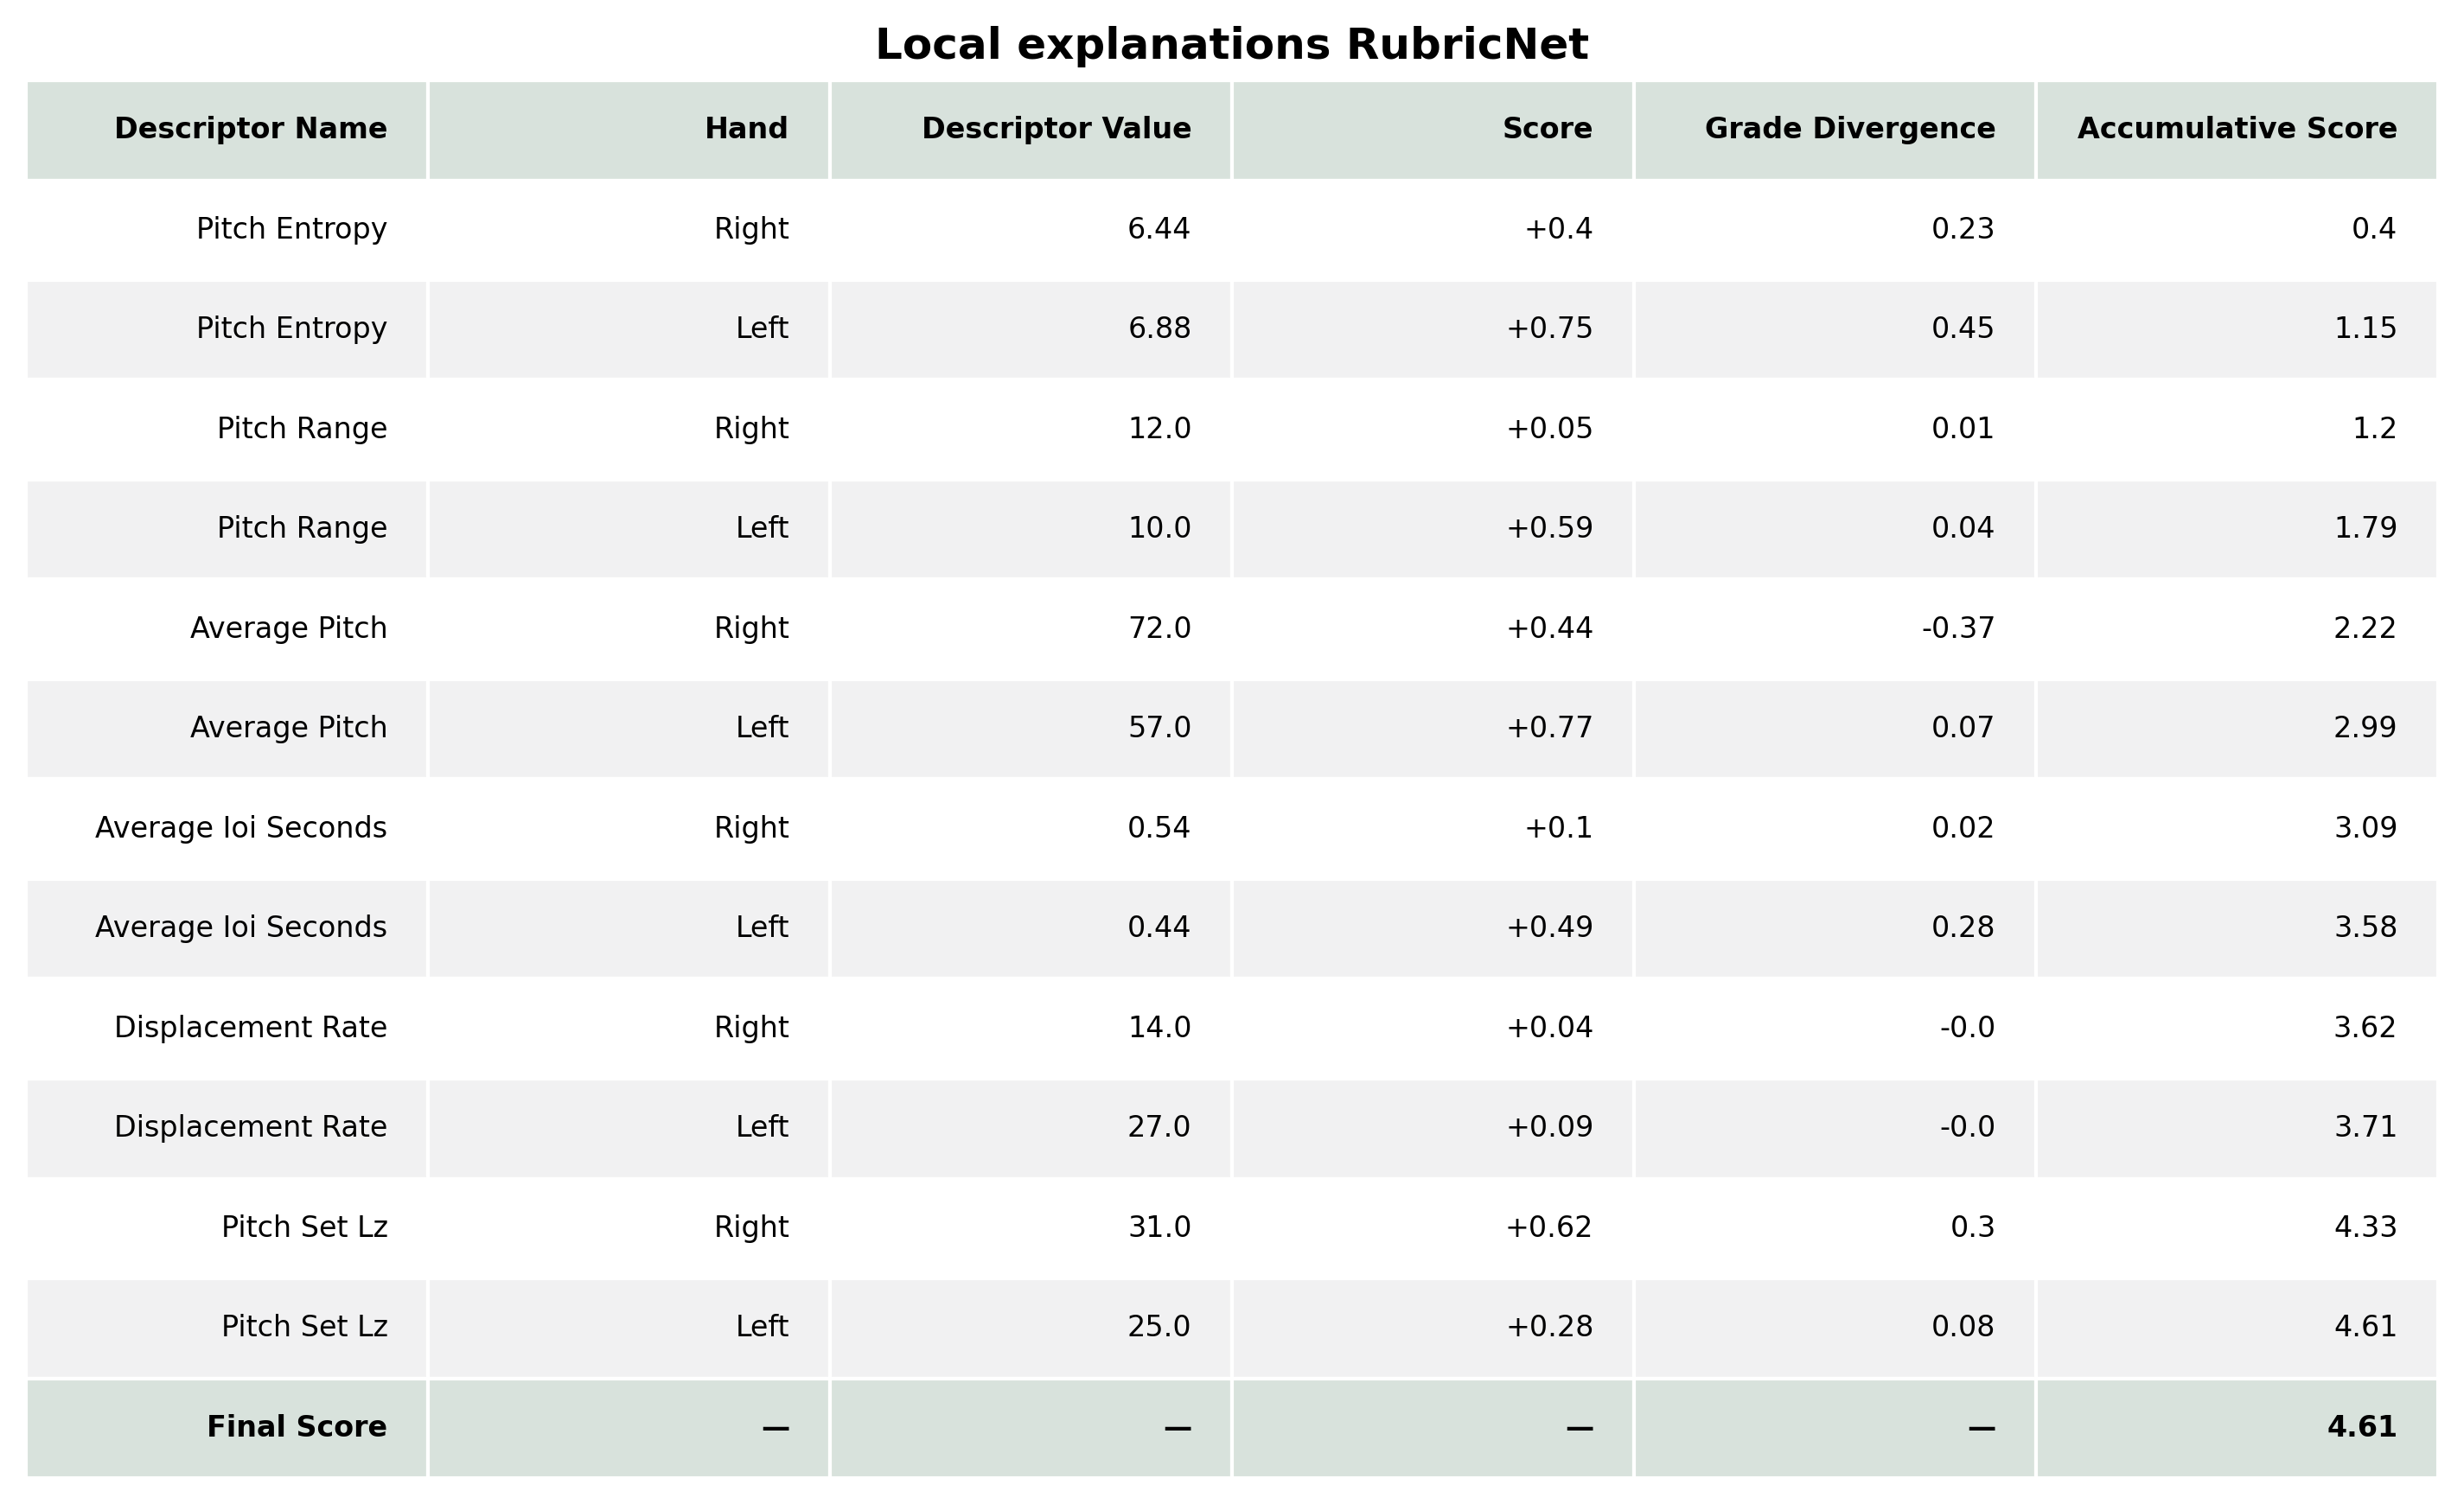 Local explanations RubricNet
Descriptor Name Hand Descriptor Value Score Grade Divergence Accumulative Score
Pitch Entropy Right 6.44 +0.4 0.23 0.4
Pitch Entropy Left 6.88 +0.75 0.45 1.15
Pitch Range Right 12.0 +0.05 0.01 1.2
Pitch Range Left 10.0 +0.59 0.04 1.79
Average Pitch Right 72.0 +0.44 -0.37 2.22
Average Pitch Left 57.0 +0.77 0.07 2.99
Average Ioi Seconds Right 0.54 +0.1 0.02 3.09
Average Ioi Seconds Left 0.44 +0.49 0.28 3.58
Displacement Rate Right 14.0 +0.04 -0.0 3.62
Displacement Rate Left 27.0 +0.09 -0.0 3.71
Pitch Set Lz Right 31.0 +0.62 0.3 4.33
Pitch Set Lz Left 25.0 +0.28 0.08 4.61
Final Score — — — — 4.61